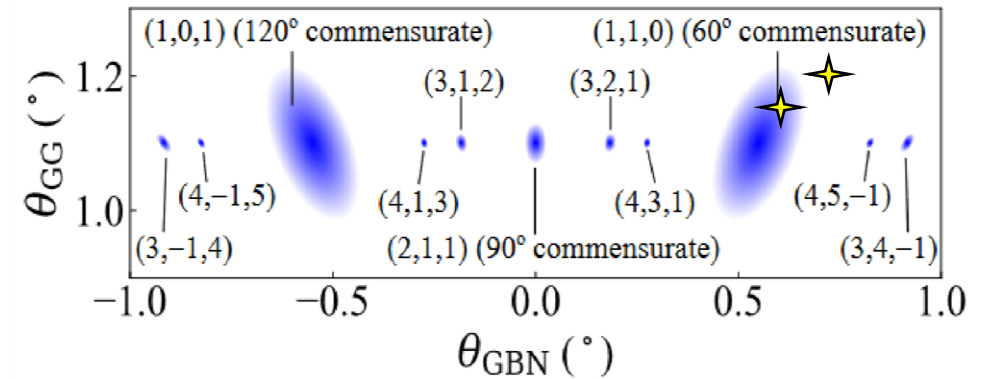 (1,0,1) (120° commensurate) (1,1,0) (60° commensurate)
1.2
(3,1,2) (3,2,1)
θGG (°)
(4,−1,5) (4,1,3) (4,3,1) (4,5,−1)
1.0
(3,−1,4) (2,1,1) (90° commensurate) (3,4,−1)
−1.0 −0.5 0.0 0.5 1.0
θGBN (°)